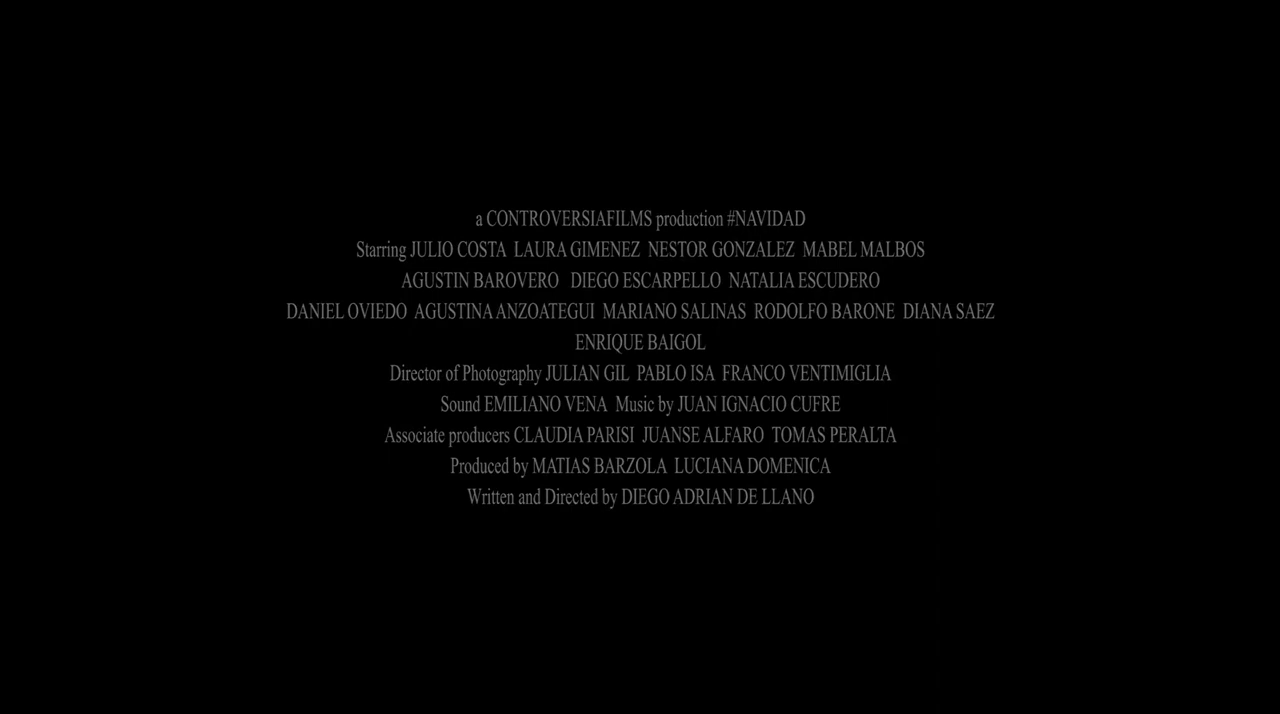 a CONTROVERSIAFILMS production #NAVIDAD
Starring JULIO COSTA LAURA GIMENEZ NESTOR GONZALEZ MABEL MALBOS
AGUSTIN BAROVERO DIEGO ESCARPELLO NATALIA ESCUDERO
DANIEL OVIEDO AGUSTINA ANZOATEGUI MARIANO SALINAS RODOLFO BARONE DIANA SAEZ
ENRIQUE BAIGOL
Director of Photography JULIAN GIL PABLO ISA FRANCO VENTIMIGLIA
Sound EMILIANO VENA Music by JUAN IGNACIO CUFRE
Associate producers CLAUDIA PARISI JUANSE ALFARO TOMAS PERALTA
Produced by MATIAS BARZOLA LUCIANA DOMENICA
Written and Directed by DIEGO ADRIAN DE LLANO